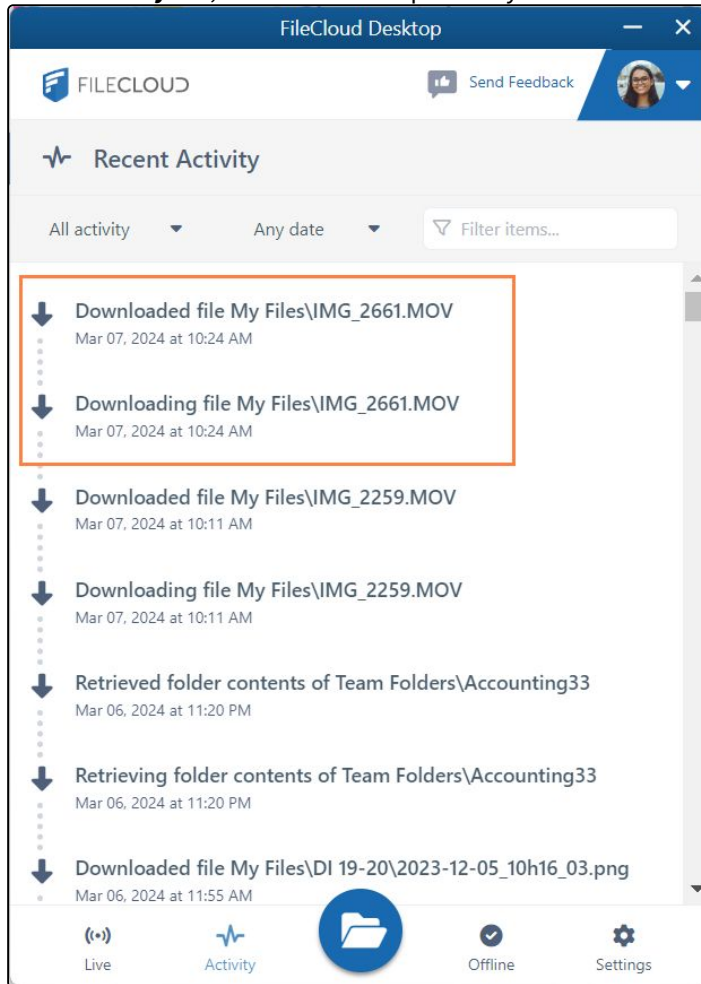 FileCloud Desktop
FILECLOUD
Send Feedback
Recent Activity
All activity
Any date
Filter items...
Downloaded file My Files\IMG_2661.MOV
Mar 07, 2024 at 10:24 AM
Downloading file My Files\IMG_2661.MOV
Mar 07, 2024 at 10:24 AM
Downloaded file My Files\IMG_2259.MOV
Mar 07, 2024 at 10:11 AM
Downloading file My Files\IMG_2259.MOV
Mar 07, 2024 at 10:11 AM
Retrieved folder contents of Team Folders\Accounting33
Mar 06, 2024 at 11:20 PM
Retrieving folder contents of Team Folders\Accounting33
Mar 06, 2024 at 11:20 PM
Downloaded file My Files\DI 19-20\2023-12-05_10h16_03.png
Mar 06, 2024 at 11:55 AM
Live
Activity
Offline
Settings